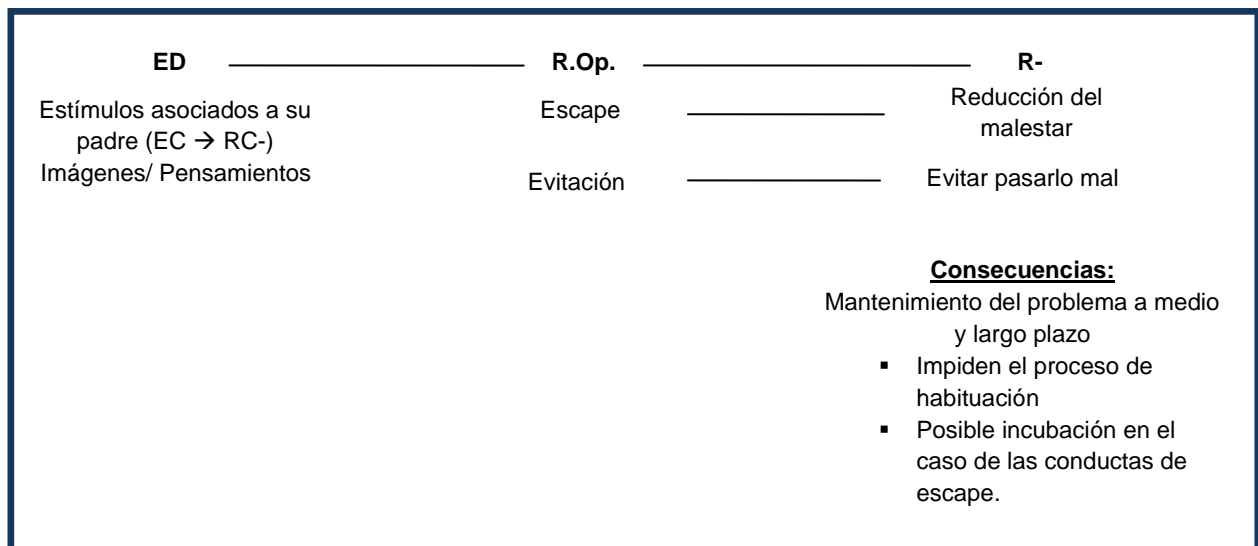 ED R.Op. R-
Estímulos asociados a su
padre (EC → RC-)
Imágenes/ Pensamientos
Escape
Reducción del
malestar
Evitación
Evitar pasarlo mal
Consecuencias:
Mantenimiento del problema a medio
y largo plazo
▪ Impiden el proceso de
habituación
▪ Posible incubación en el
caso de las conductas de
escape.